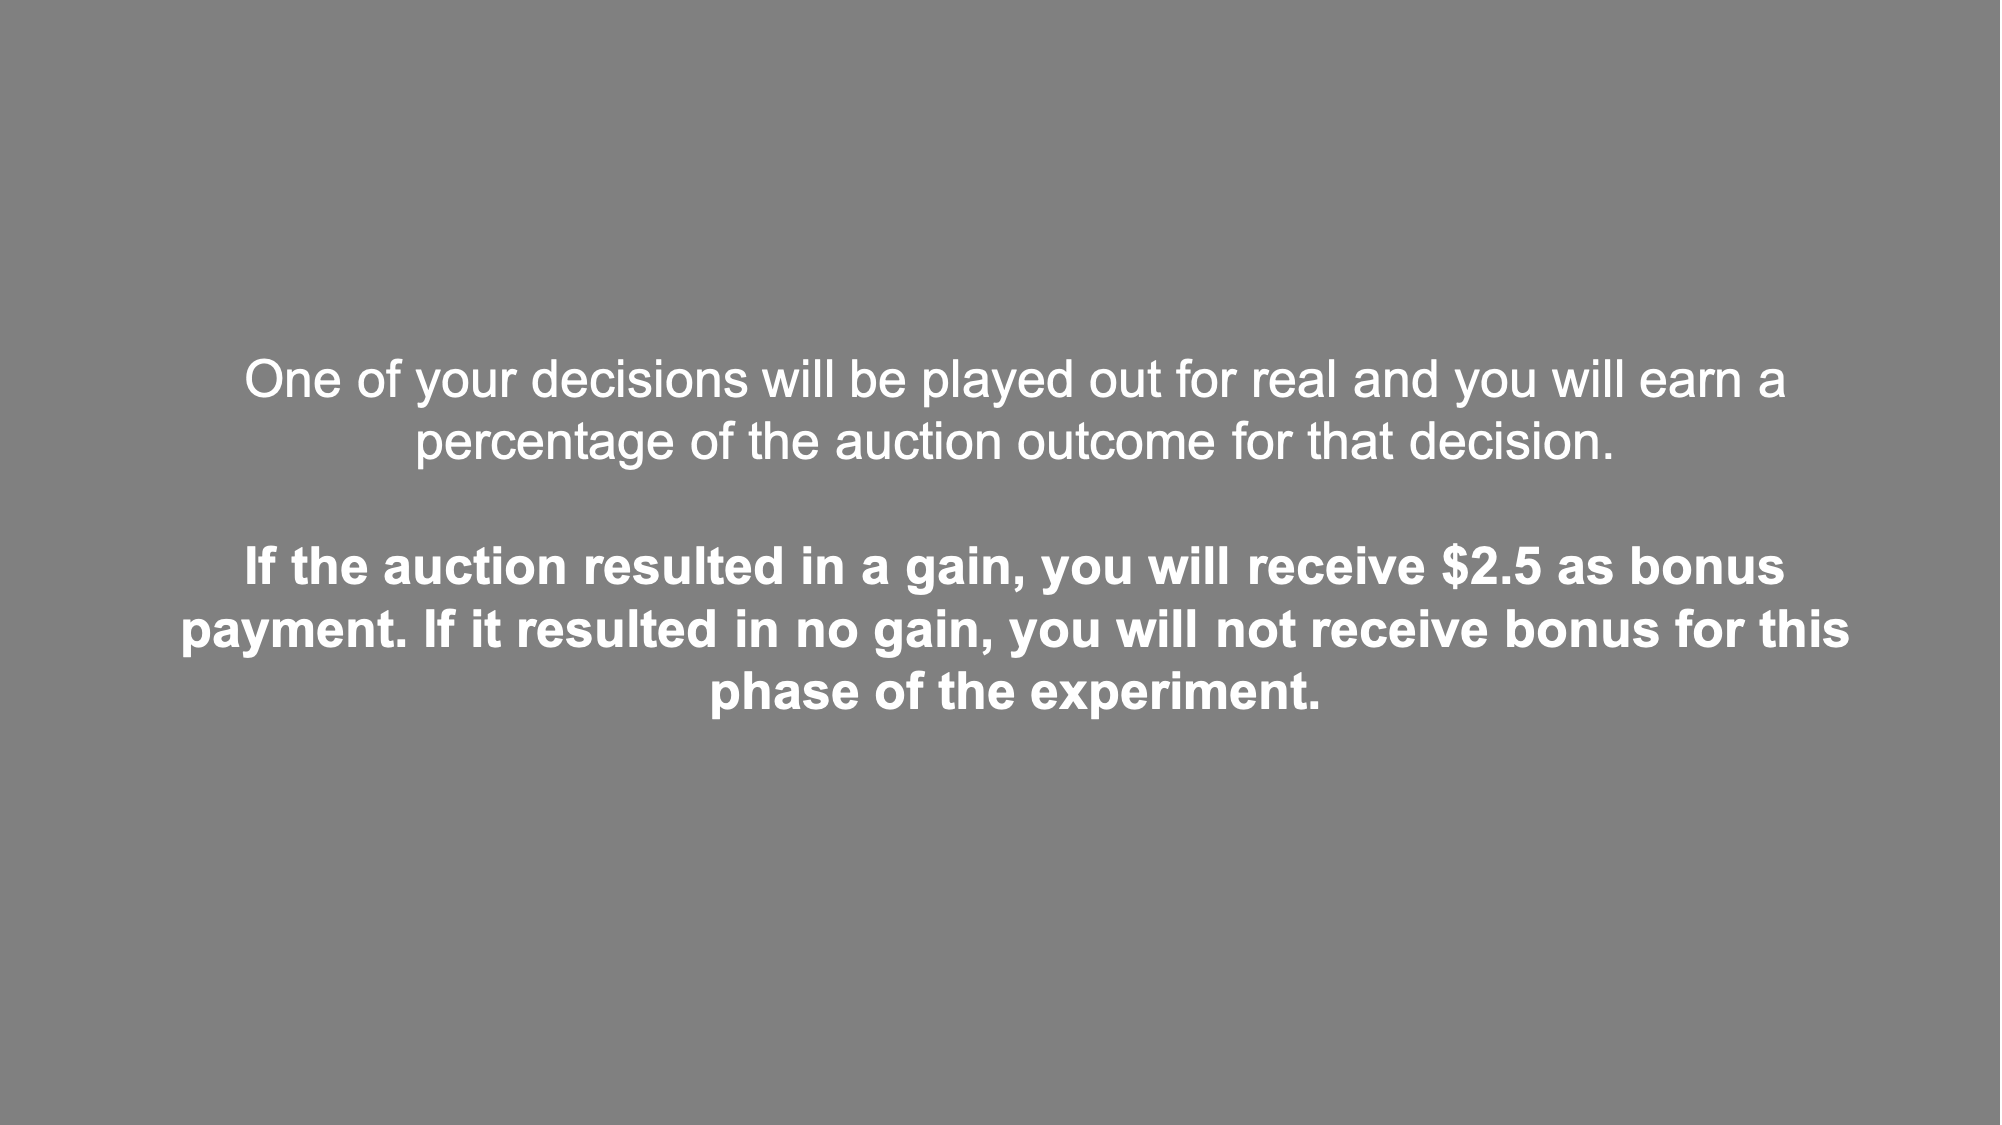 One of your decisions will be played out for real and you will earn a
percentage of the auction outcome for that decision.
If the auction resulted in a gain, you will receive $2.5 as bonus
payment. If it resulted in no gain, you will not receive bonus for this
phase of the experiment.